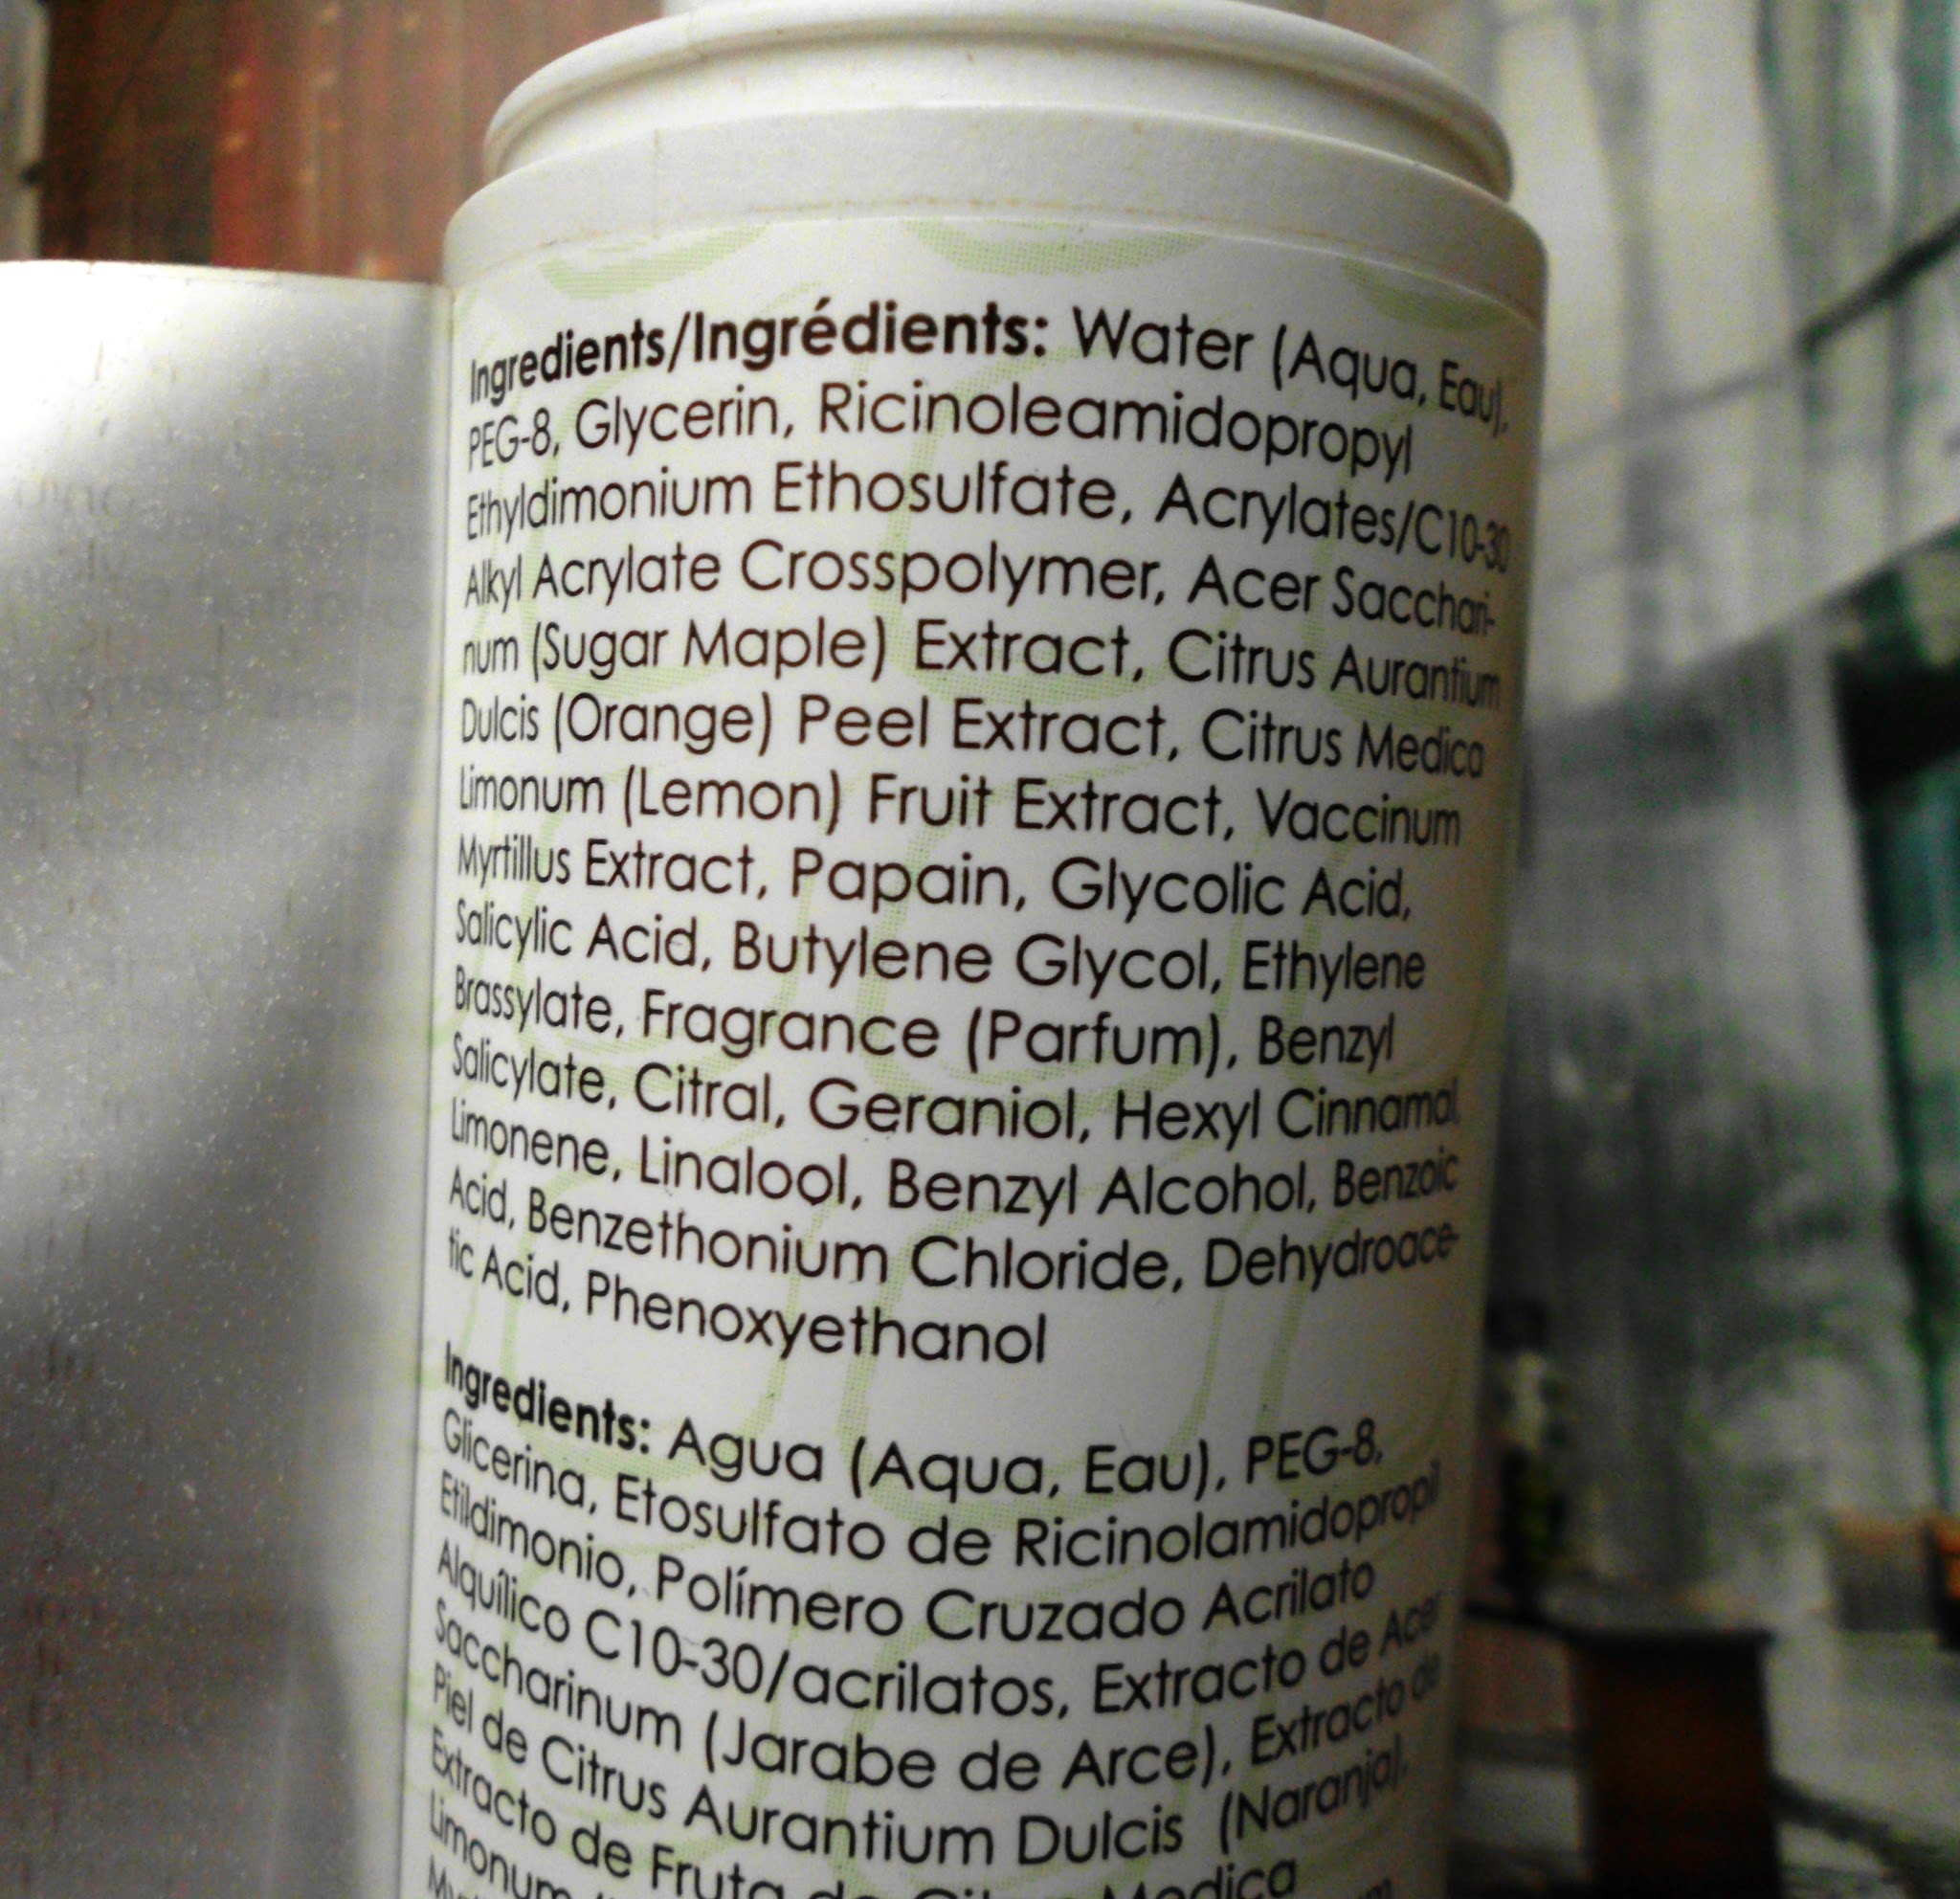 Ingredients/Ingrédients: Water (Aqua, Eau),
PEG-8, Glycerin, Ricinoleamidopropyl
Ethyldimonium Ethosulfate, Acrylates/C10-30
Alkyl Acrylate Crosspolymer, Acer Sacchari-
num (Sugar Maple) Extract, Citrus Aurantium
Dulcis (Orange) Peel Extract, Citrus Medica
Limonum (Lemon) Fruit Extract, Vaccinum
Myrtillus Extract, Papain, Glycolic Acid,
Salicylic Acid, Butylene Glycol, Ethylene
Brassylate, Fragrance (Parfum), Benzyl
Salicylate, Citral, Geraniol, Hexyl Cinnamal,
Limonene, Linalool, Benzyl Alcohol, Benzoic
Acid, Benzethonium Chloride, Dehydroace-
tic Acid, Phenoxyethanol
Ingredients: Agua (Aqua, Eau), PEG-8,
Glicerina, Etosulfato de Ricinolamidopropil
Etildimonio, Polímero Cruzado Acrilato
Alquílico C10-30/acrilatos, Extracto de Acer
Saccharinum (Jarabe de Arce), Extracto de
Piel de Citrus Aurantium Dulcis (Naranja),
Extracto de Fruta de Citrus Medica
Limonum